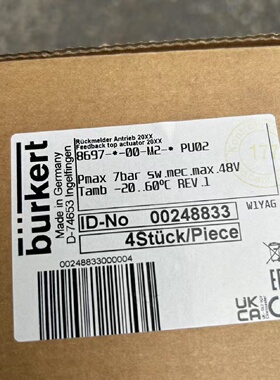 bürkert
Made in Germany
D-74653 Ingelfingen
Rückmelder Antrieb 20XX
Feedback top actuator 20XX
8697-*-00-M2-* PU02
Pmax 7bar sw.mec.max.48V
Tamb -20..60°C REV.1
W1YAG
ID-No 00248833
4Stück/Piece
00248833000004
UK
CA